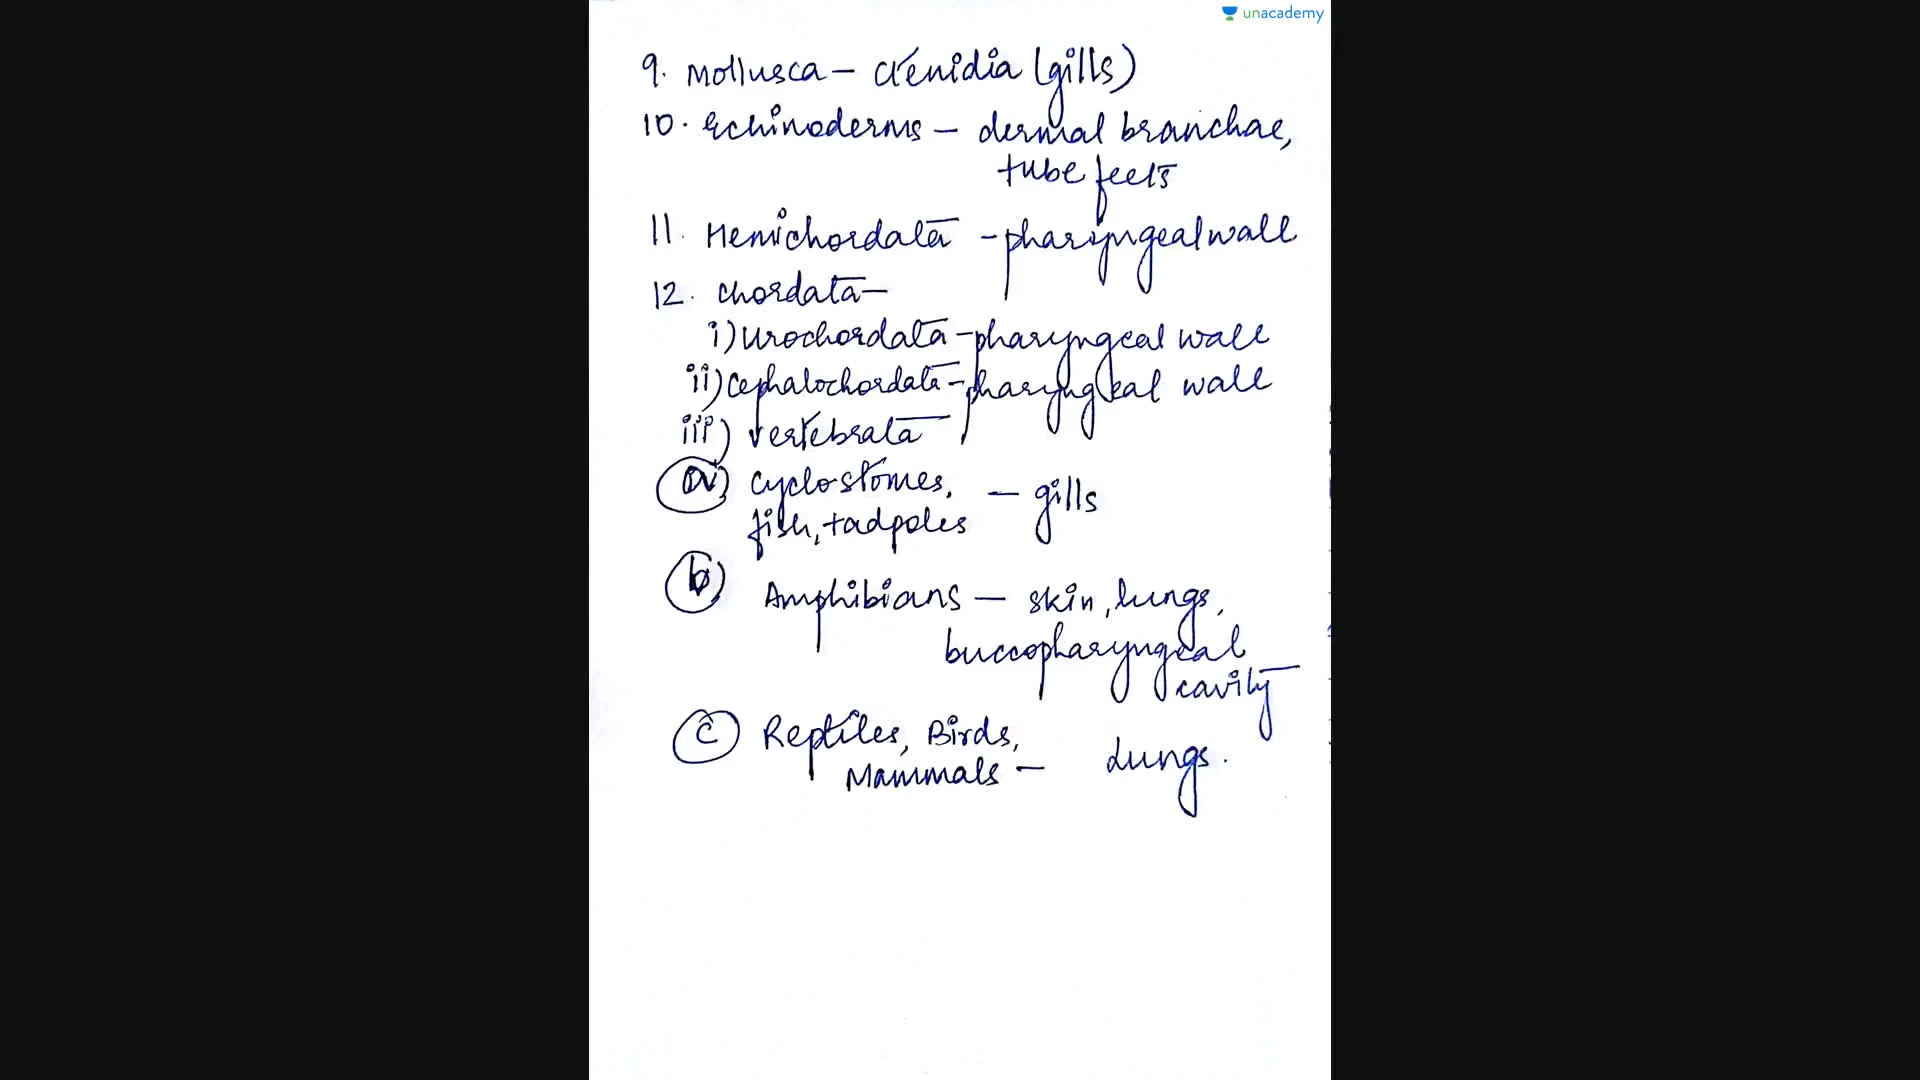 unacademy
9. Mollusca – Ctenidia (gills)
10. Echinoderms – dermal branchae,
tube feets
11. Hemichordata – pharyngeal wall
12. Chordata –
i) Urochordata – pharyngeal wall
ii) Cephalochordata – pharyngeal wall
iii) Vertebrata
a) Cyclostomes, – gills
fish, tadpoles
b) Amphibians – skin, lungs,
buccopharyngeal
cavity
c) Reptiles, Birds,
Mammals – Lungs.